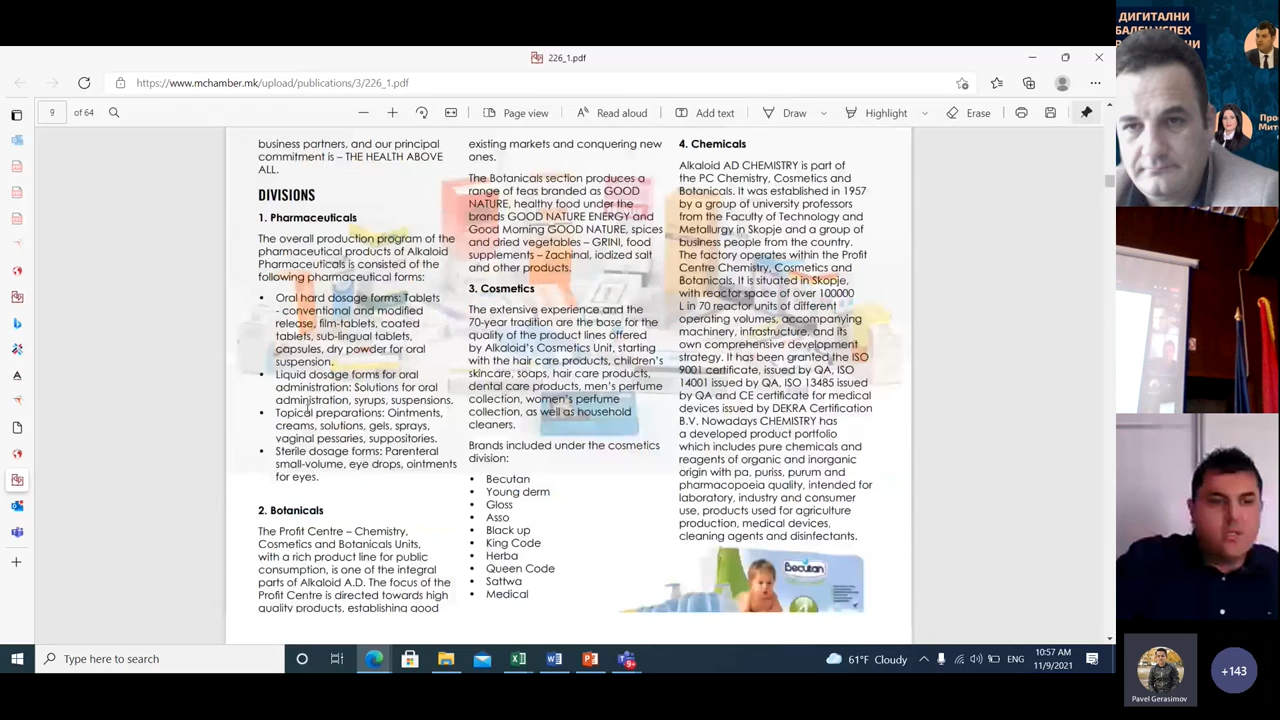 226_1.pdf
https://www.mchamber.mk/upload/publications/3/226_1.pdf
9 of 64
Page view
Read aloud
Add text
Draw
Highlight
Erase
business partners, and our principal
commitment is – THE HEALTH ABOVE
ALL.
DIVISIONS
1. Pharmaceuticals
The overall production program of the
pharmaceutical products of Alkaloid
Pharmaceuticals is consisted of the
following pharmaceutical forms:
• Oral hard dosage forms: Tablets
- conventional and modified
release, film-tablets, coated
tablets, sub-lingual tablets,
capsules, dry powder for oral
suspension.
• Liquid dosage forms for oral
administration: Solutions for oral
administration, syrups, suspensions.
• Topical preparations: Ointments,
creams, solutions, gels, sprays,
vaginal pessaries, suppositories.
• Sterile dosage forms: Parenteral
small-volume, eye drops, ointments
for eyes.
2. Botanicals
The Profit Centre – Chemistry,
Cosmetics and Botanicals Units,
with a rich product line for public
consumption, is one of the integral
parts of Alkaloid A.D. The focus of the
Profit Centre is directed towards high
quality products, establishing good
existing markets and conquering new
ones.
The Botanicals section produces a
range of teas branded as GOOD
NATURE, healthy food under the
brands GOOD NATURE ENERGY and
Good Morning GOOD NATURE, spices
and dried vegetables – GRINI, food
supplements – Zachinal, iodized salt
and other products.
3. Cosmetics
The extensive experience and the
70-year tradition are the base for the
quality of the product lines offered
by Alkaloid’s Cosmetics Unit, starting
with the hair care products, children’s
skincare, soaps, hair care products,
dental care products, men’s perfume
collection, women’s perfume
collection, as well as household
cleaners.
Brands included under the cosmetics
division:
• Becutan
• Young derm
• Gloss
• Asso
• Black up
• King Code
• Herba
• Queen Code
• Sattwa
• Medical
4. Chemicals
Alkaloid AD CHEMISTRY is part of
the PC Chemistry, Cosmetics and
Botanicals. It was established in 1957
by a group of university professors
from the Faculty of Technology and
Metallurgy in Skopje and a group of
business people from the country.
The factory operates within the Profit
Centre Chemistry, Cosmetics and
Botanicals. It is situated in Skopje,
with reactor space of over 100000
L in 70 reactor units of different
operating volumes, accompanying
machinery, infrastructure, and its
own comprehensive development
strategy. It has been granted the ISO
9001 certificate, issued by QA, ISO
14001 issued by QA, ISO 13485 issued
by QA and CE certificate for medical
devices issued by DEKRA Certification
B.V. Nowadays CHEMISTRY has
a developed product portfolio
which includes pure chemicals and
reagents of organic and inorganic
origin with pa, puriss, purum and
pharmacopoeia quality, intended for
laboratory, industry and consumer
use, products used for agriculture
production, medical devices,
cleaning agents and disinfectants.
Becutan
4
ДИГИТАЛНИ
БАЛЕН УСПЕХ
Про
Мит
Pavel Gerasimov
+143
Type here to search
61°F Cloudy
ENG
10:57 AM
11/9/2021